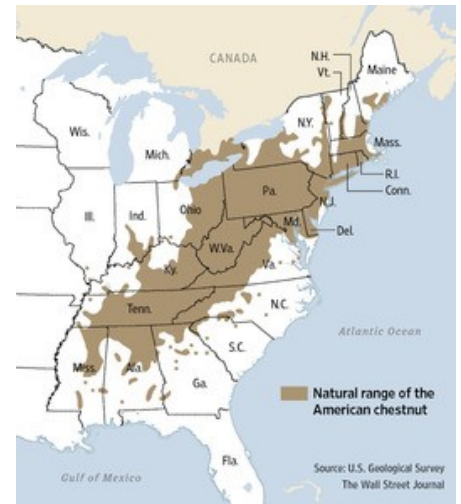 CANADA
N.H.
Vt.
Maine
Wis.
Mich.
N.Y.
Mass.
R.I.
Conn.
Pa.
N.J.
Ill.
Ind.
Ohio
Md.
Del.
W.Va.
Va.
Ky.
Tenn.
N.C.
Atlantic Ocean
S.C.
Miss.
Ala.
Ga.
Natural range of the
American chestnut
Fla.
Source: U.S. Geological Survey
The Wall Street Journal
Gulf of Mexico